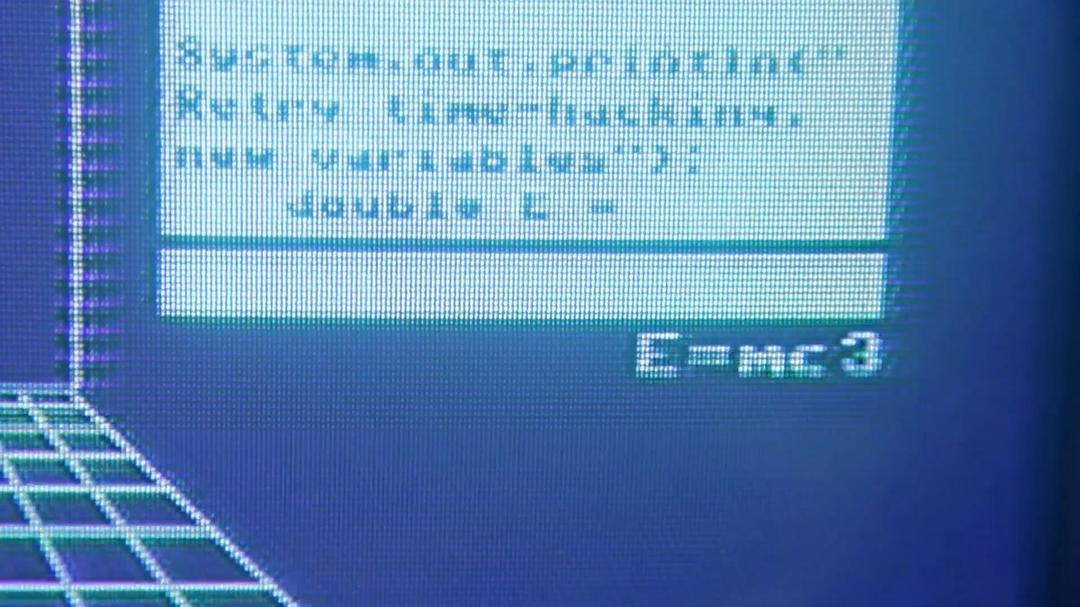 System.out.println("
Retry time-hacking.
new variables");
double E =
E=mc3